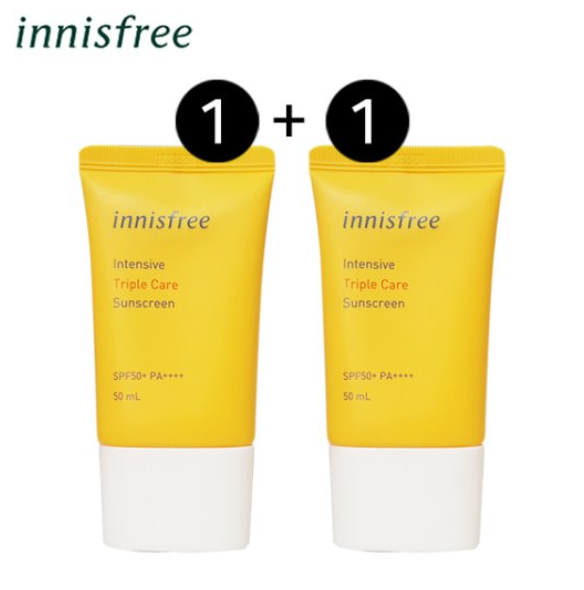 innisfree
1 + 1
innisfree
Intensive
Triple Care
Sunscreen
SPF50+ PA++++
50 mL
innisfree
Intensive
Triple Care
Sunscreen
SPF50+ PA++++
50 mL